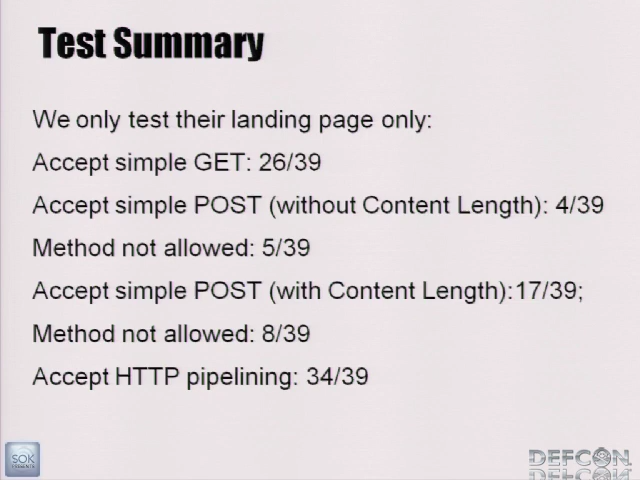 Test Summary
We only test their landing page only:
Accept simple GET: 26/39
Accept simple POST (without Content Length): 4/39
Method not allowed: 5/39
Accept simple POST (with Content Length):17/39;
Method not allowed: 8/39
Accept HTTP pipelining: 34/39
SOK
PRESENTS
DEFCON